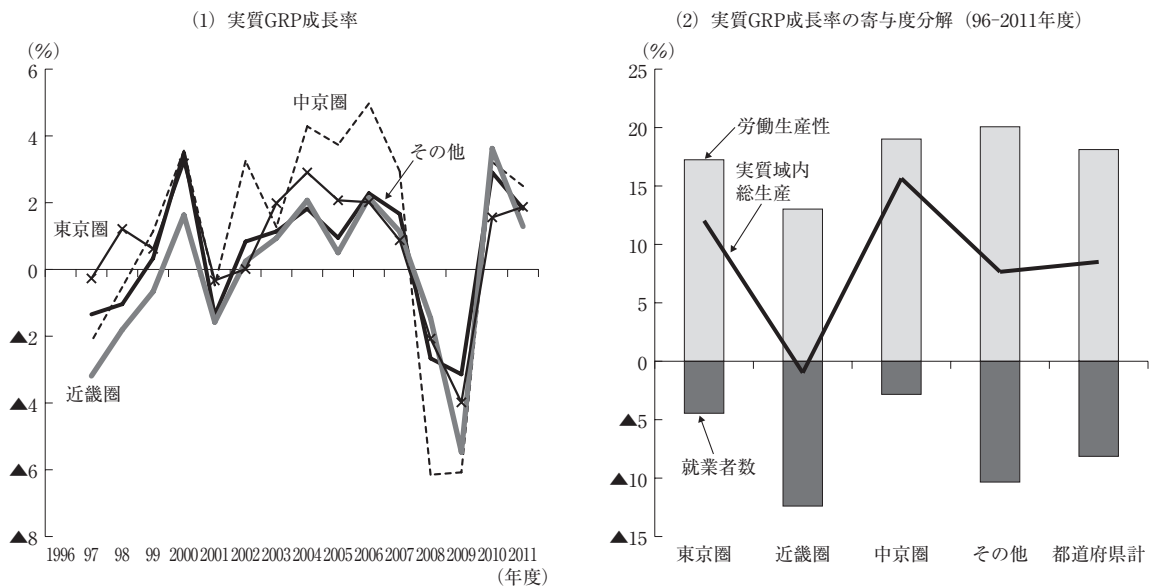 (1) 実質GRP成長率
(%)
6
4
2
0
▲2
▲4
▲6
▲8
中京圏
その他
東京圏
近畿圏
1996 97 98 99 2000 2001 2002 2003 2004 2005 2006 2007 2008 2009 2010 2011
(年度)
(2) 実質GRP成長率の寄与度分解(96-2011年度)
(%)
25
20
15
10
5
0
▲5
▲10
▲15
労働生産性
実質域内
総生産
就業者数
東京圏 近畿圏 中京圏 その他 都道府県計